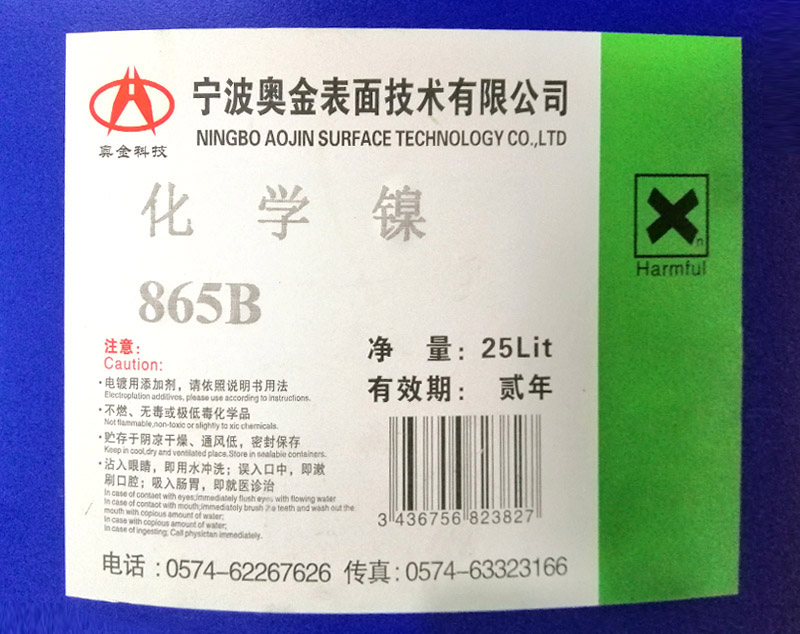 奥金科技
宁波奥金表面技术有限公司
NINGBO AOJIN SURFACE TECHNOLOGY CO.,LTD
化 学 镍
865B
n
Harmful
注意:
Caution:
·电镀用添加剂，请依照说明书用法
Electroplation additivos, please use according to instructions.
·不燃、无毒或极低毒化学品
Not flammable,non-toxic or slightly to xic chemicals.
·贮存于阴凉干燥、通风低，密封保存
Keep in cool,dry and ventilated place.Store in sealable containers.
·沾入眼睛，即用水冲洗；误入口中，即漱
刷口腔；吸入肠胃，即就医诊治
In case of contact with eyes;immediately flush eyes with flowing water
In case of contact with mouth;immediatoly brush the teeth and wash out the
mouth with copious amount of water;
In case with copious amount of water;
In case of ingesting; Cell physictan immediately.
净 量: 25Lit
有效期: 贰年
3 436756 823827
电话 :0574-62267626 传真:0574-63323166